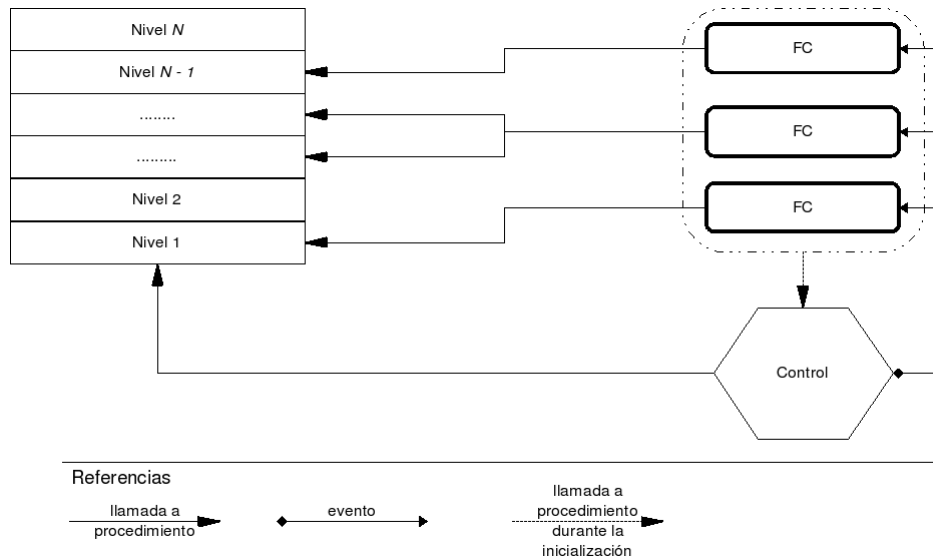 Nivel N
Nivel N - 1
........
.........
Nivel 2
Nivel 1
FC
FC
FC
Control
Referencias
llamada a
procedimiento
evento
llamada a
procedimiento
durante la
inicialización